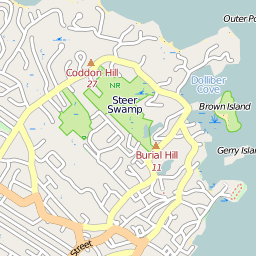 Outer Po
Coddon Hill
27
NR
Dolliber
Cove
Steer
Swamp
Brown Island
Burial Hill
11
Gerry Islan
Street